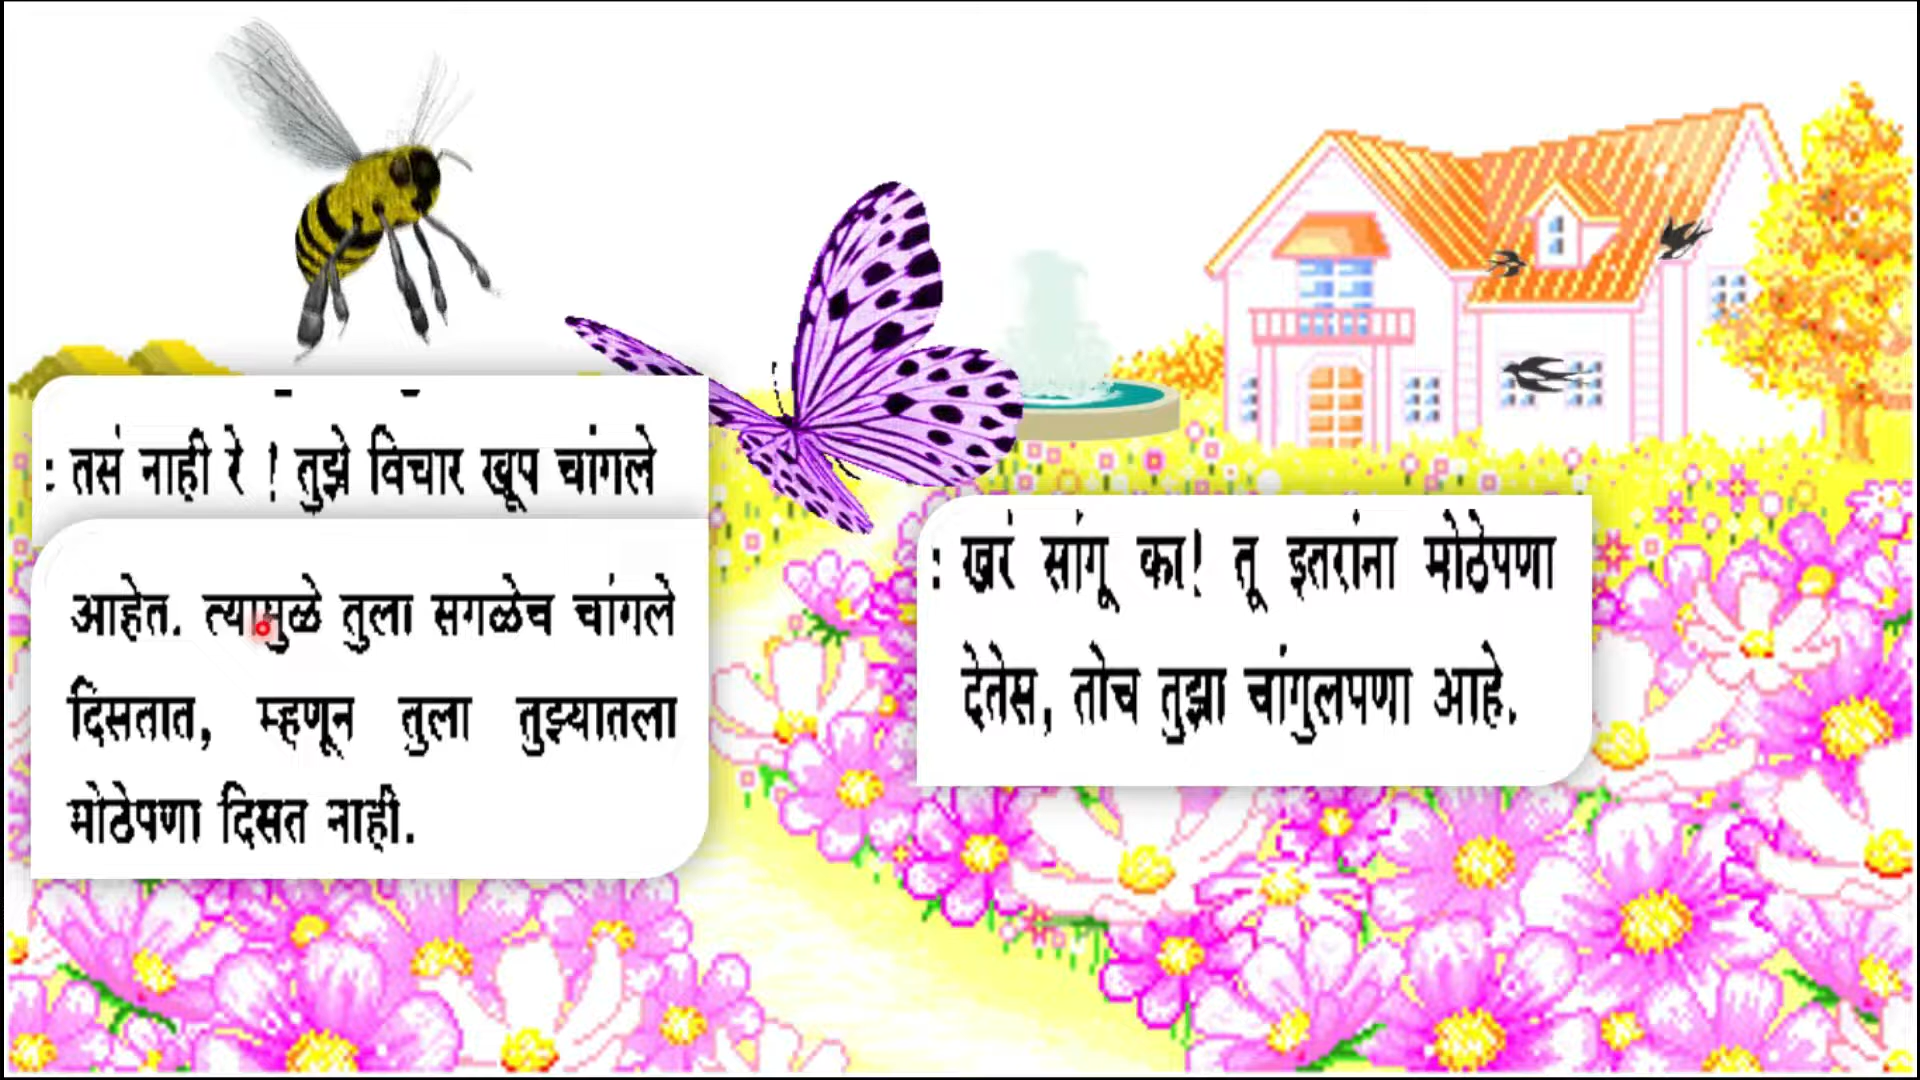 : तसं नाही रे ! तुझे विचार खूप चांगले
आहेत. त्यामुळे तुला सगळेच चांगले
दिसतात, म्हणून तुला तुझ्यातला
मोठेपणा दिसत नाही.
: खरं सांगू का! तू इतरांना मोठेपणा
देतेस, तोच तुझा चांगुलपणा आहे.